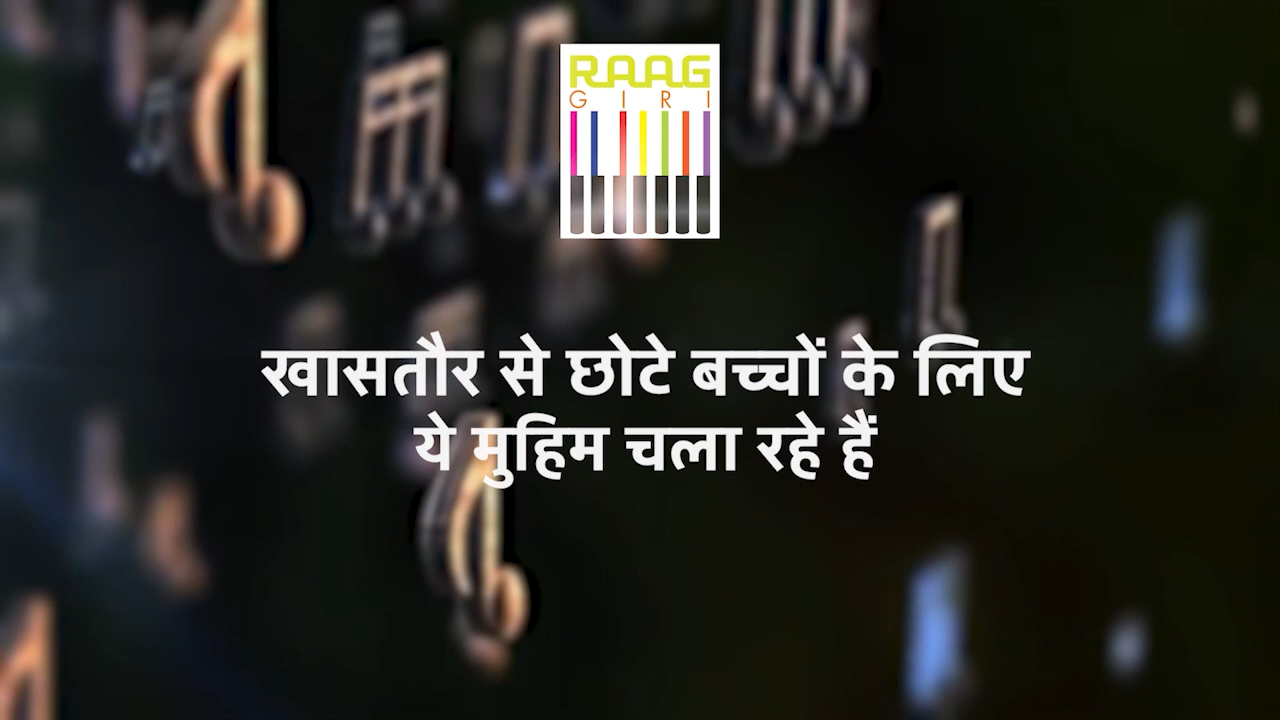 RAAG
GIRI
खासतौर से छोटे बच्चों के लिए
ये मुहिम चला रहे हैं